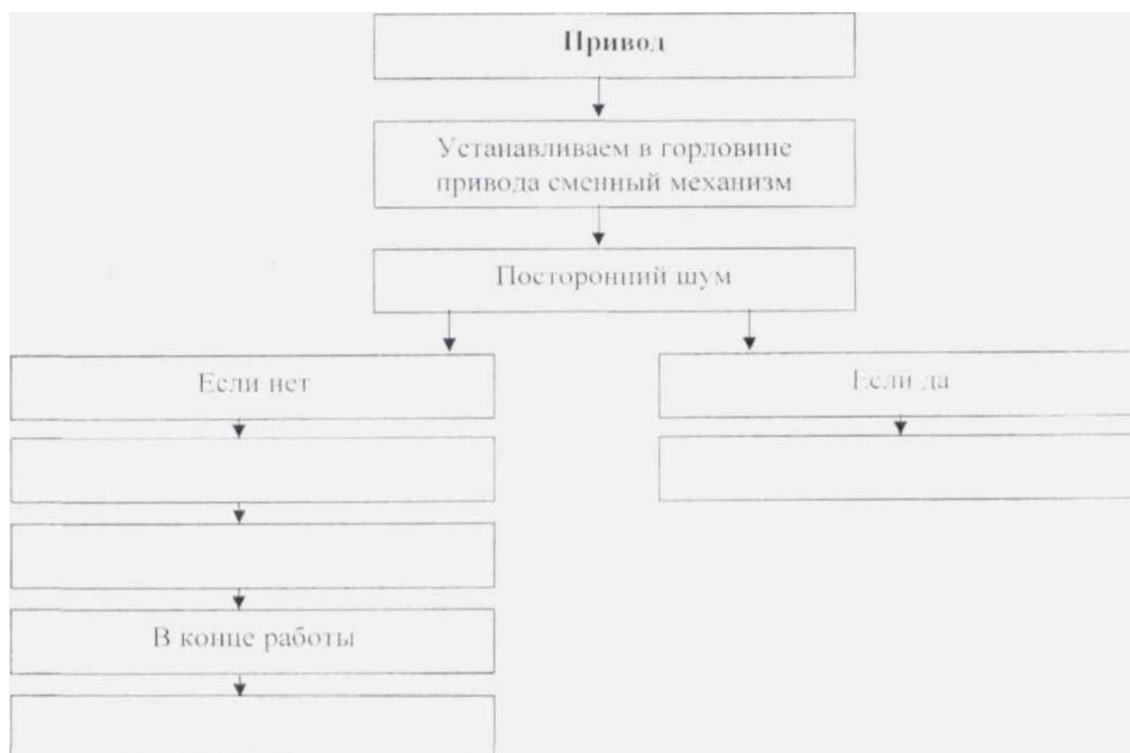 Привод
Устанавливаем в горловине
привода сменный механизм
Посторонний шум
Если нет
Если да
В конце работы